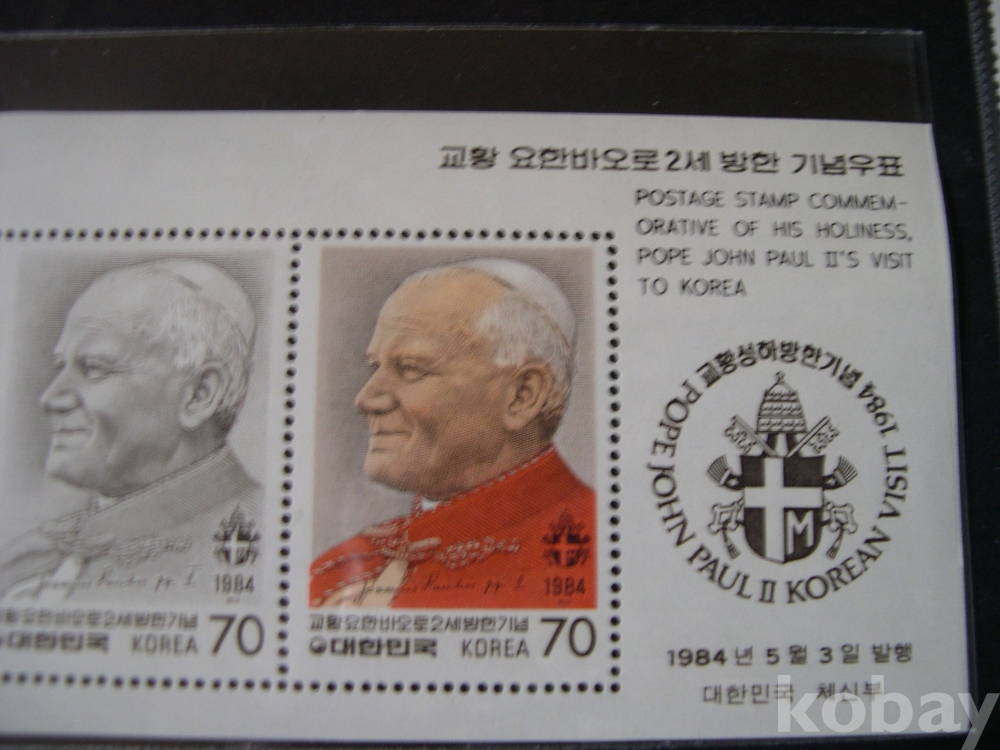 교황 요한바오로2세 방한 기념우표
POSTAGE STAMP COMMEM-
ORATIVE OF HIS HOLINESS,
POPE JOHN PAUL II'S VISIT
TO KOREA
1984
교황요한바오로2세방한기념
대한민국 KOREA 70
1984
교황요한바오로2세방한기념
대한민국 KOREA 70
교황성하방한기념 1984
POPE JOHN PAUL II KOREAN VISIT
M
1984년 5월 3일 발행
대한민국 체신부
kobay